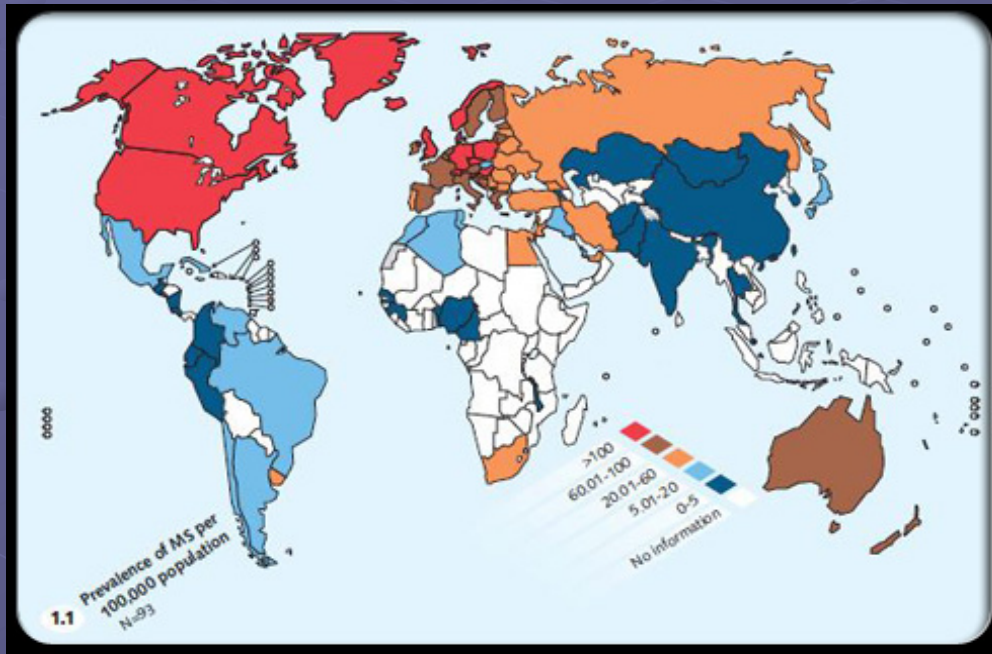 >100
60.01-100
20.01-60
5.01-20
0-5
No information
Prevalence of MS per
100,000 population
N=93
1.1